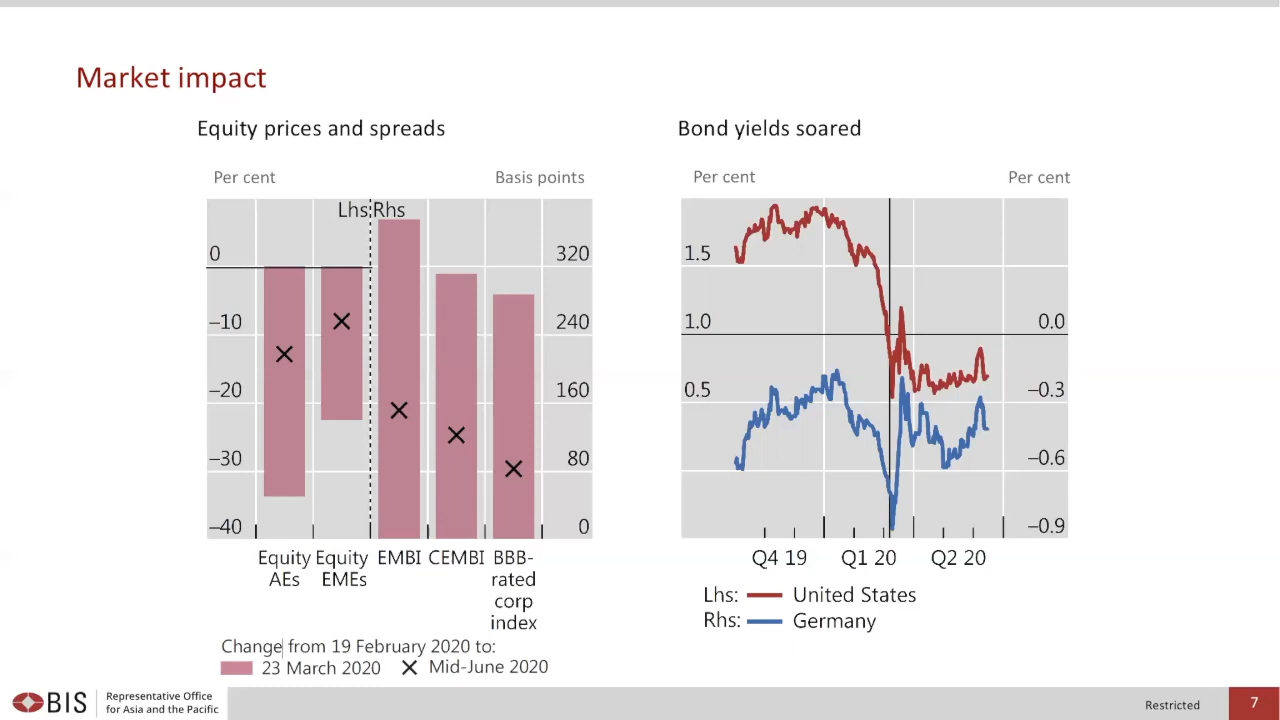 Market impact
Equity prices and spreads
Per cent
Basis points
Lhs Rhs
0
–10
–20
–30
–40
320
240
160
80
0
Equity AEs
Equity EMEs
EMBI
CEMBI
BBB-rated corp index
Change from 19 February 2020 to:
23 March 2020
Mid-June 2020
Bond yields soared
Per cent
Per cent
1.5
1.0
0.5
0.0
–0.3
–0.6
–0.9
Q4 19
Q1 20
Q2 20
Lhs: United States
Rhs: Germany
BIS
Representative Office
for Asia and the Pacific
Restricted
7